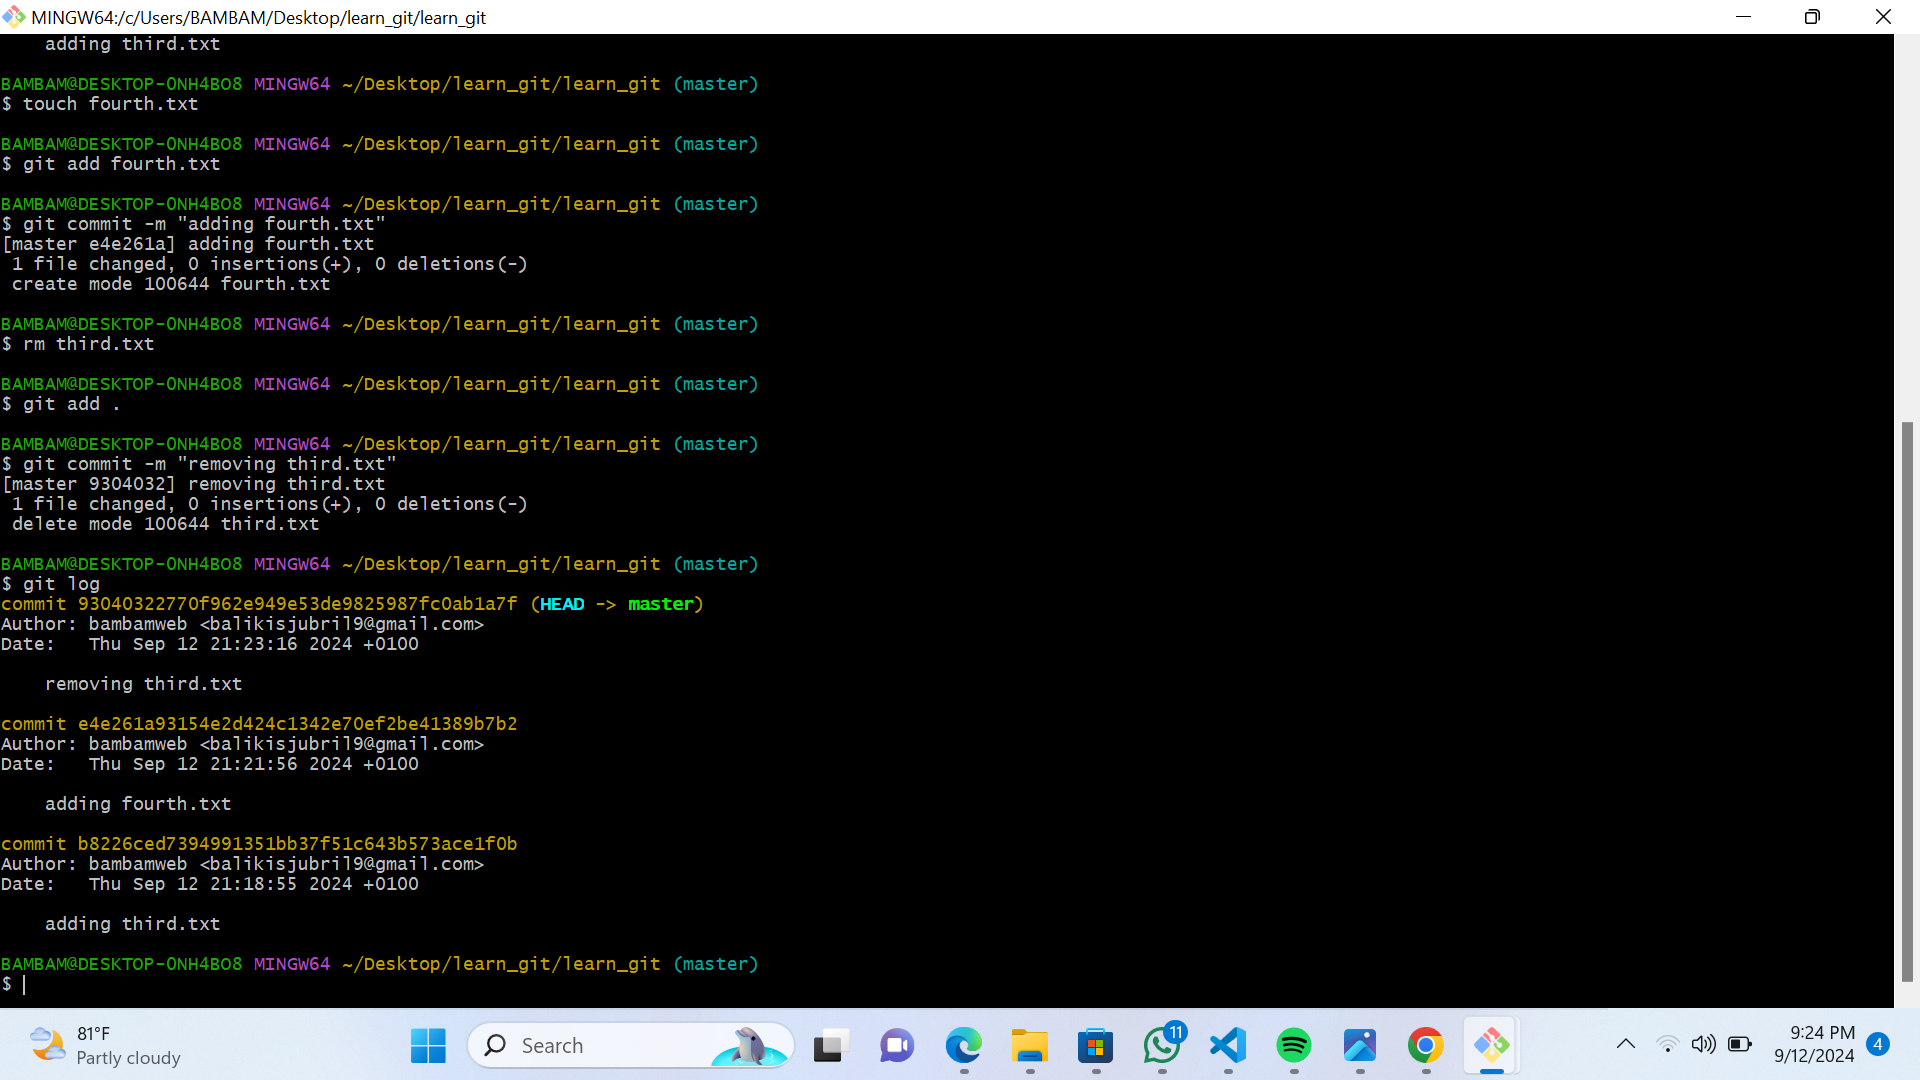 MINGW64:/c/Users/BAMBAM/Desktop/learn_git/learn_git
    adding third.txt
BAMBAM@DESKTOP-0NH4BO8 MINGW64 ~/Desktop/learn_git/learn_git (master)
$ touch fourth.txt
BAMBAM@DESKTOP-0NH4BO8 MINGW64 ~/Desktop/learn_git/learn_git (master)
$ git add fourth.txt
BAMBAM@DESKTOP-0NH4BO8 MINGW64 ~/Desktop/learn_git/learn_git (master)
$ git commit -m "adding fourth.txt"
[master e4e261a] adding fourth.txt
 1 file changed, 0 insertions(+), 0 deletions(-)
 create mode 100644 fourth.txt
BAMBAM@DESKTOP-0NH4BO8 MINGW64 ~/Desktop/learn_git/learn_git (master)
$ rm third.txt
BAMBAM@DESKTOP-0NH4BO8 MINGW64 ~/Desktop/learn_git/learn_git (master)
$ git add .
BAMBAM@DESKTOP-0NH4BO8 MINGW64 ~/Desktop/learn_git/learn_git (master)
$ git commit -m "removing third.txt"
[master 9304032] removing third.txt
 1 file changed, 0 insertions(+), 0 deletions(-)
 delete mode 100644 third.txt
BAMBAM@DESKTOP-0NH4BO8 MINGW64 ~/Desktop/learn_git/learn_git (master)
$ git log
commit 93040322770f962e949e53de9825987fc0ab1a7f (HEAD -> master)
Author: bambamweb <balikisjubril9@gmail.com>
Date:   Thu Sep 12 21:23:16 2024 +0100
    removing third.txt
commit e4e261a93154e2d424c1342e70ef2be41389b7b2
Author: bambamweb <balikisjubril9@gmail.com>
Date:   Thu Sep 12 21:21:56 2024 +0100
    adding fourth.txt
commit b8226ced7394991351bb37f51c643b573ace1f0b
Author: bambamweb <balikisjubril9@gmail.com>
Date:   Thu Sep 12 21:18:55 2024 +0100
    adding third.txt
BAMBAM@DESKTOP-0NH4BO8 MINGW64 ~/Desktop/learn_git/learn_git (master)
$
81°F
Partly cloudy
Search
11
9:24 PM
9/12/2024
4